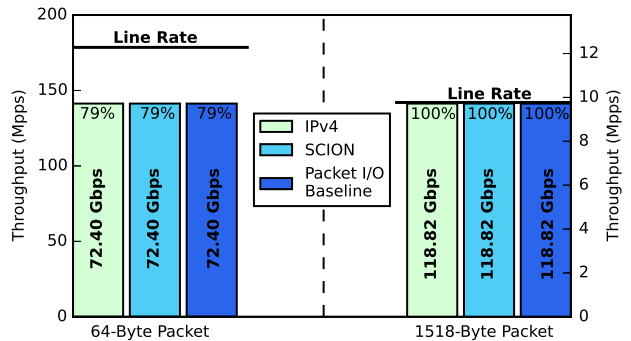 200
150
100
50
0
Throughput (Mpps)
Line Rate
79%
79%
79%
72.40 Gbps
72.40 Gbps
72.40 Gbps
64-Byte Packet
IPv4
SCION
Packet I/O
Baseline
Line Rate
100%
100%
100%
118.82 Gbps
118.82 Gbps
118.82 Gbps
1518-Byte Packet
12
10
8
6
4
2
0
Throughput (Mpps)